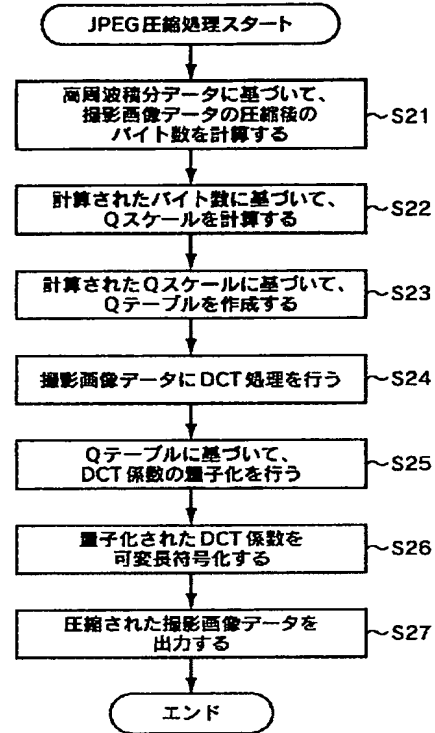 JPEG圧縮処理スタート
高周波積分データに基づいて、
撮影画像データの圧縮後の
バイト数を計算する
S21
計算されたバイト数に基づいて、
Qスケールを計算する
S22
計算されたQスケールに基づいて、
Qテーブルを作成する
S23
撮影画像データにDCT処理を行う
S24
Qテーブルに基づいて、
DCT係数の量子化を行う
S25
量子化されたDCT係数を
可変長符号化する
S26
圧縮された撮影画像データを
出力する
S27
エンド